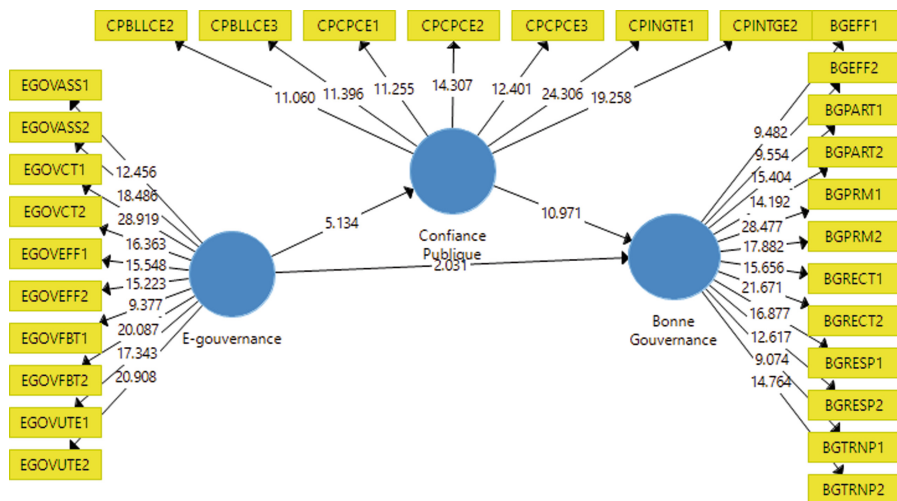 CPBLLCE2 CPBLLCE3 CPCPCE1 CPCPCE2 CPCPCE3 CPINGTE1 CPINTGE2 BGEFF1
11.060 11.396 11.255 14.307 12.401 24.306 19.258
EGOVASS1
EGOVASS2
EGOVCT1
EGOVCT2
EGOVEFF1
EGOVEFF2
EGOVFBT1
EGOVFBT2
EGOVUTE1
EGOVUTE2
12.456
18.486
28.919
16.363
15.548
15.223
9.377
20.087
17.343
20.908
E-gouvernance
5.134
Confiance
Publique
2.031
10.971
Bonne
Gouvernance
9.482
9.554
15.404
14.192
28.477
17.882
15.656
21.671
16.877
12.617
9.074
14.764
BGEFF2
BGPART1
BGPART2
BGPRM1
BGPRM2
BGRECT1
BGRECT2
BGRESP1
BGRESP2
BGTRNP1
BGTRNP2